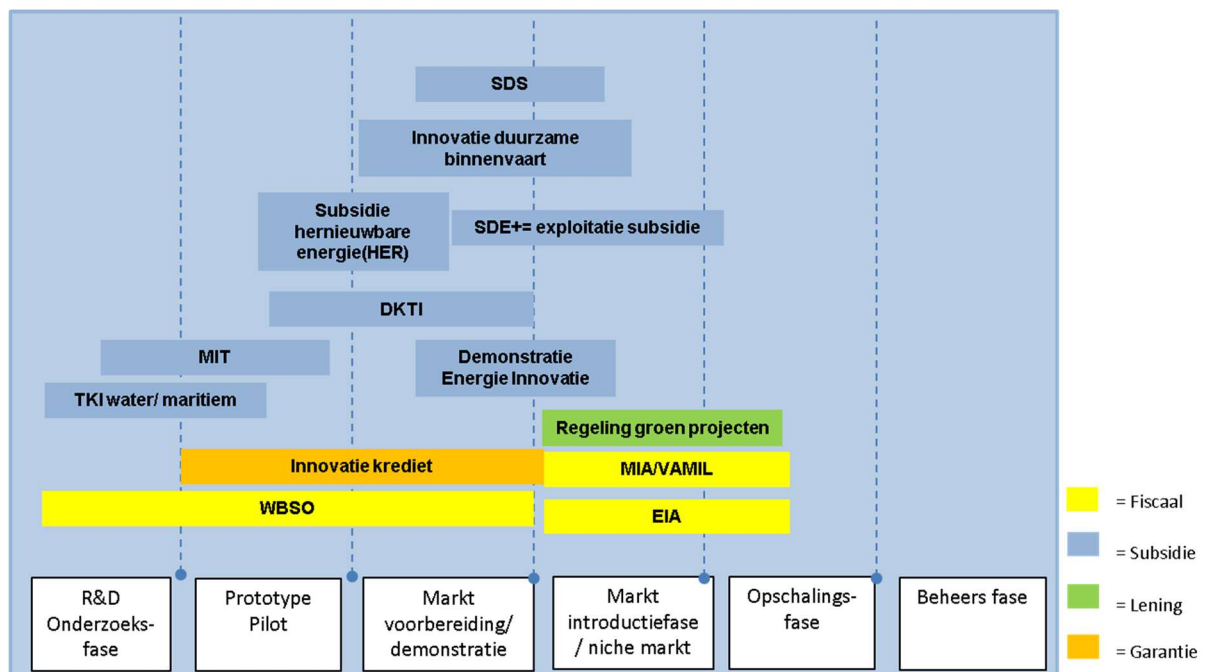 SDS
Innovatie duurzame
binnenvaart
Subsidie
hernieuwbare
energie(HER)
SDE+= exploitatie subsidie
DKTI
MIT
Demonstratie
Energie Innovatie
TKI water/ maritiem
Regeling groen projecten
Innovatie krediet
MIA/VAMIL
WBSO
EIA
= Fiscaal
= Subsidie
= Lening
= Garantie
R&D
Onderzoeks-
fase
Prototype
Pilot
Markt
voorbereiding/
demonstratie
Markt
introductiefase
/ niche markt
Opschalings-
fase
Beheers fase